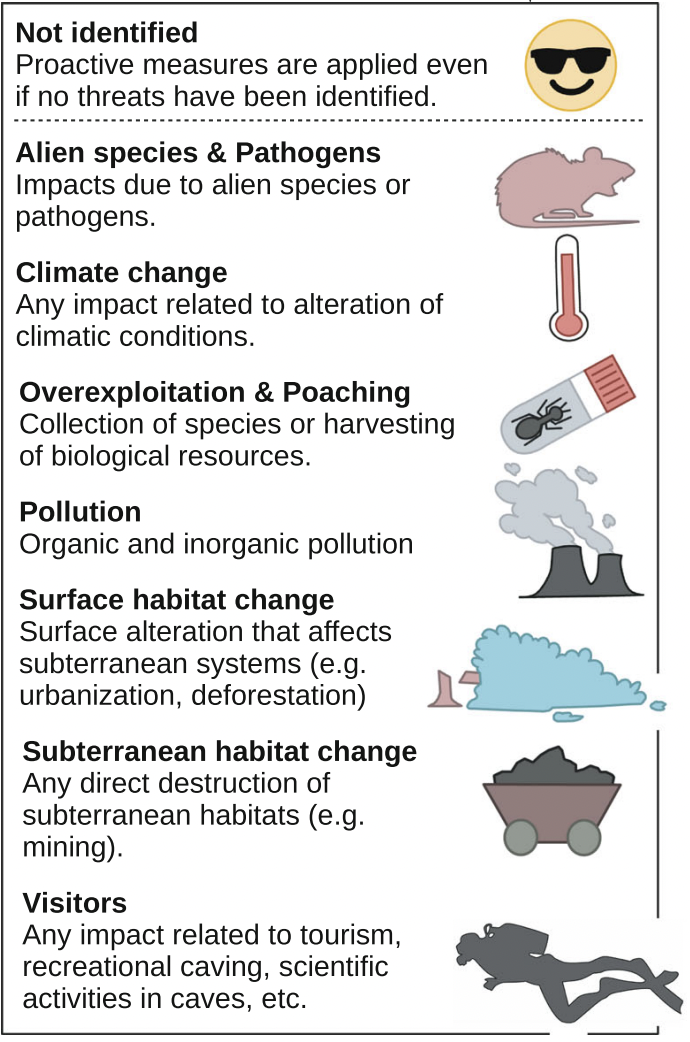 Not identified
Proactive measures are applied even
if no threats have been identified.
Alien species & Pathogens
Impacts due to alien species or
pathogens.
Climate change
Any impact related to alteration of
climatic conditions.
Overexploitation & Poaching
Collection of species or harvesting
of biological resources.
Pollution
Organic and inorganic pollution
Surface habitat change
Surface alteration that affects
subterranean systems (e.g.
urbanization, deforestation)
Subterranean habitat change
Any direct destruction of
subterranean habitats (e.g.
mining).
Visitors
Any impact related to tourism,
recreational caving, scientific
activities in caves, etc.